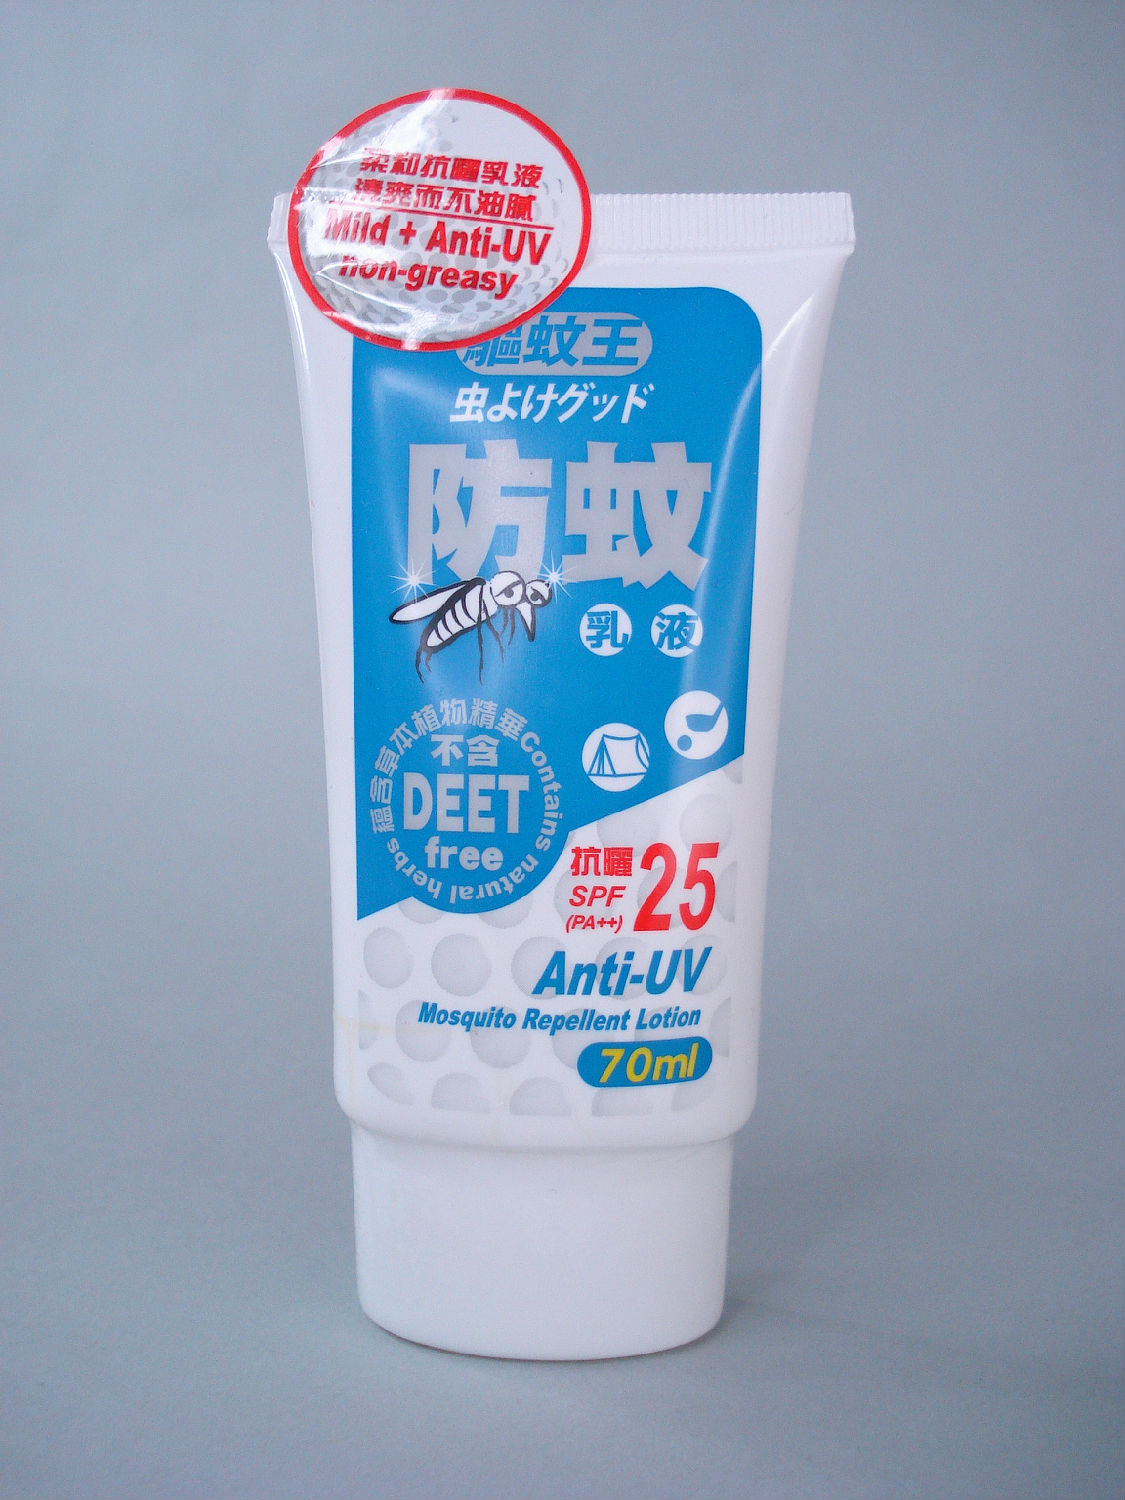 柔和抗曬乳液
清爽而不油膩
Mild + Anti-UV
non-greasy
驅蚊王
虫よけグッド
防蚊
乳液
蘊含草本植物精華 Contains natural herbs
不含
DEET
free
抗曬
SPF 25
(PA++)
Anti-UV
Mosquito Repellent Lotion
70ml